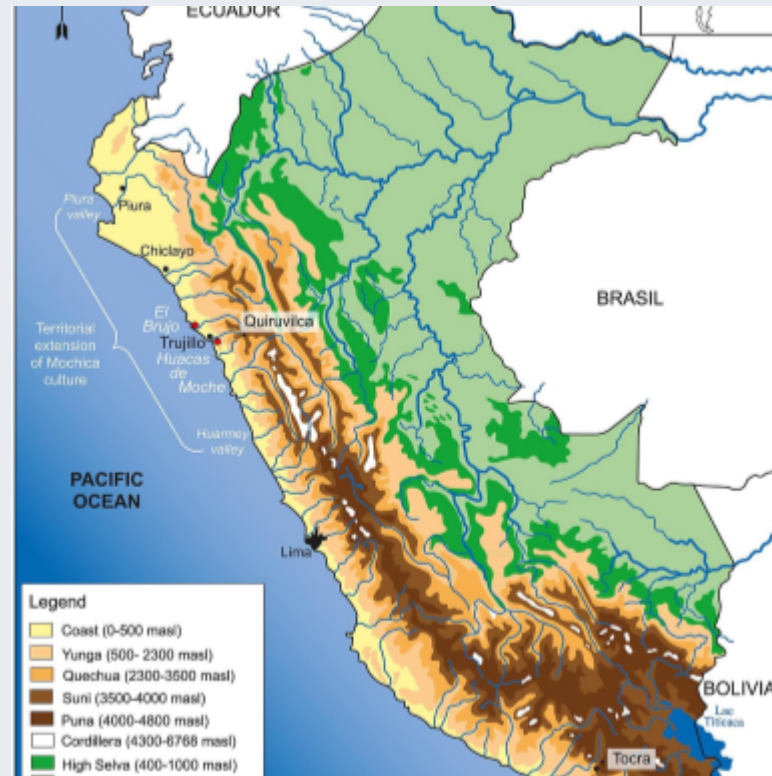 ECUADOR
Piura
valley
Piura
Chiclayo
BRASIL
El
Brujo
Quiruvilca
Territorial
extension
of Mochica
culture
Trujillo
Huacas
de
Moche
Huarmey
valley
PACIFIC
OCEAN
Lima
Legend
Coast (0-500 masl)
Yunga (500- 2300 masl)
Quechua (2300-3500 masl)
Suni (3500-4000 masl)
Puna (4000-4800 masl)
Cordillera (4300-6768 masl)
High Selva (400-1000 masl)
BOLIVIA
Lac
Titicaca
Tocra